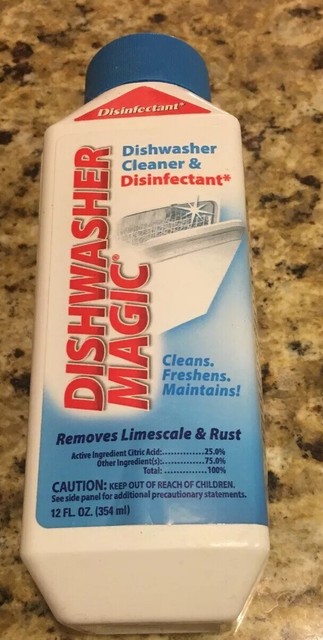 Disinfectant*
Dishwasher
Cleaner &
Disinfectant*
DISHWASHER
MAGIC®
Cleans.
Freshens.
Maintains!
Removes Limescale & Rust
Active Ingredient Citric Acid:..............25.0%
Other Ingredient(s):..............75.0%
Total:..............100%
CAUTION: KEEP OUT OF REACH OF CHILDREN.
See side panel for additional precautionary statements.
12 FL. OZ. (354 ml)